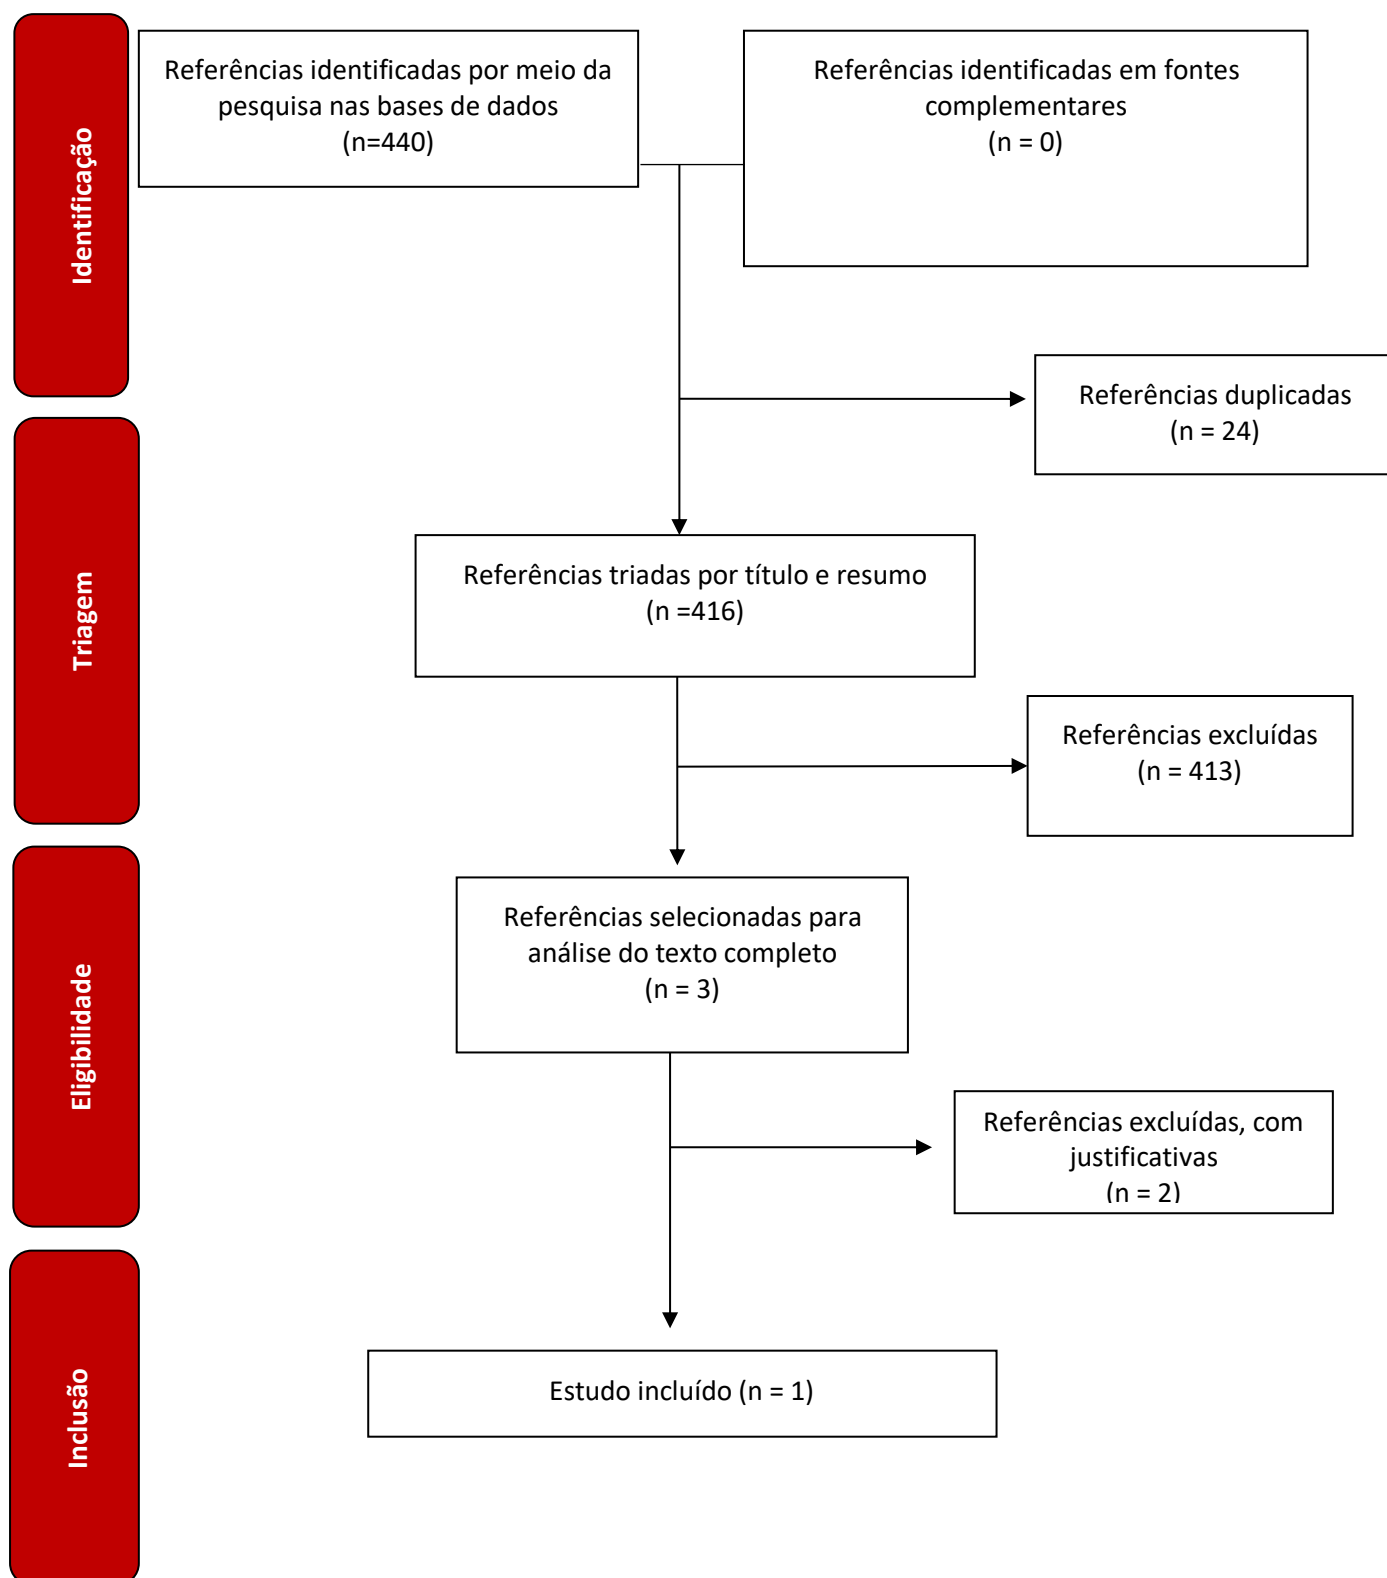 Identificação
Referências identificadas por meio da
pesquisa nas bases de dados
(n=440)
Referências identificadas em fontes
complementares
(n = 0)
Referências duplicadas
(n = 24)
Triagem
Referências triadas por título e resumo
(n =416)
Referências excluídas
(n = 413)
Eligibilidade
Referências selecionadas para
análise do texto completo
(n = 3)
Referências excluídas, com
justificativas
(n = 2)
Inclusão
Estudo incluído (n = 1)